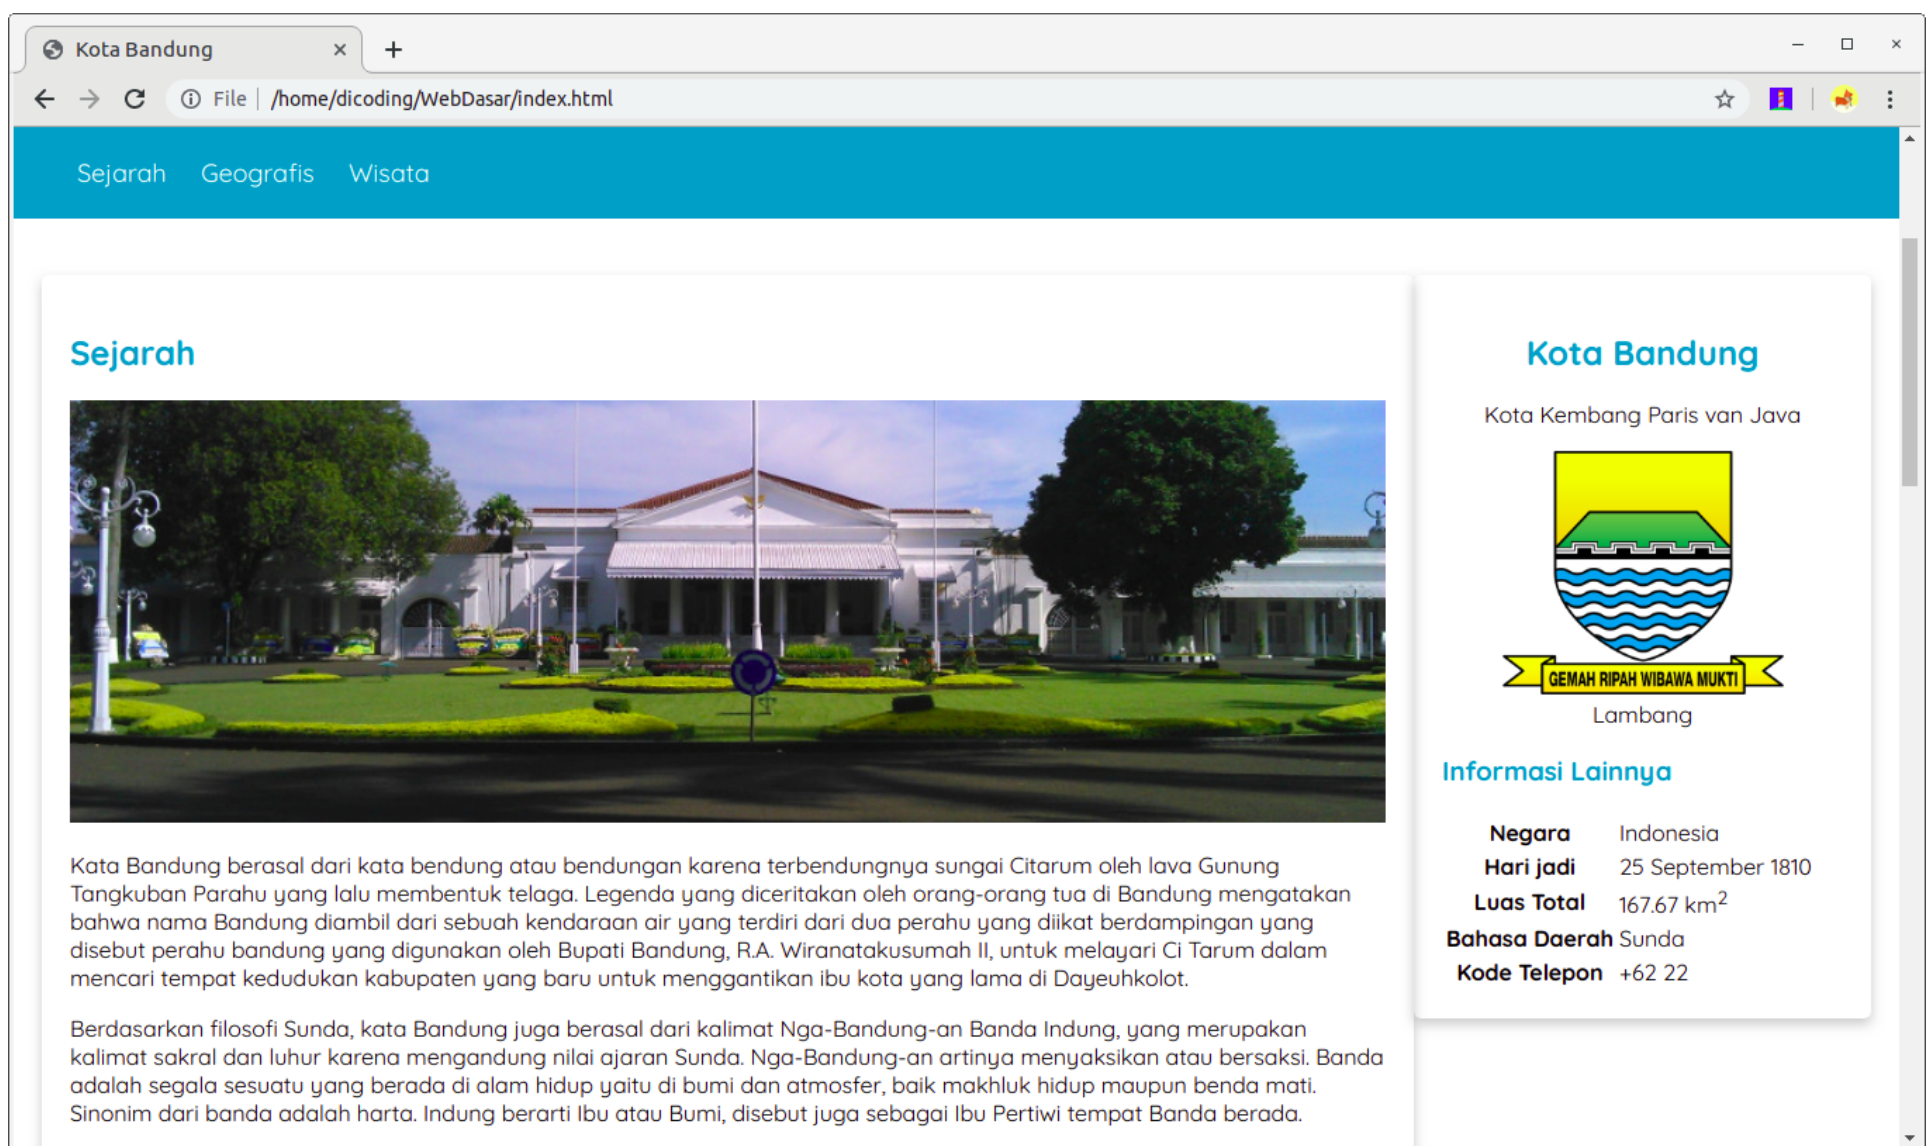 Kota Bandung
File
/home/dicoding/WebDasar/index.html
Sejarah Geografis Wisata
Sejarah
Kata Bandung berasal dari kata bendung atau bendungan karena terbendungnya sungai Citarum oleh lava Gunung
Tangkuban Parahu yang lalu membentuk telaga. Legenda yang diceritakan oleh orang-orang tua di Bandung mengatakan
bahwa nama Bandung diambil dari sebuah kendaraan air yang terdiri dari dua perahu yang diikat berdampingan yang
disebut perahu bandung yang digunakan oleh Bupati Bandung, R.A. Wiranatakusumah II, untuk melayari Ci Tarum dalam
mencari tempat kedudukan kabupaten yang baru untuk menggantikan ibu kota yang lama di Dayeuhkolot.
Berdasarkan filosofi Sunda, kata Bandung juga berasal dari kalimat Nga-Bandung-an Banda Indung, yang merupakan
kalimat sakral dan luhur karena mengandung nilai ajaran Sunda. Nga-Bandung-an artinya menyaksikan atau bersaksi. Banda
adalah segala sesuatu yang berada di alam hidup yaitu di bumi dan atmosfer, baik makhluk hidup maupun benda mati.
Sinonim dari banda adalah harta. Indung berarti Ibu atau Bumi, disebut juga sebagai Ibu Pertiwi tempat Banda berada.
Kota Bandung
Kota Kembang Paris van Java
GEMAH RIPAH WIBAWA MUKTI
Lambang
Informasi Lainnya
Negara Indonesia
Hari jadi 25 September 1810
Luas Total 167.67 km²
Bahasa Daerah Sunda
Kode Telepon +62 22